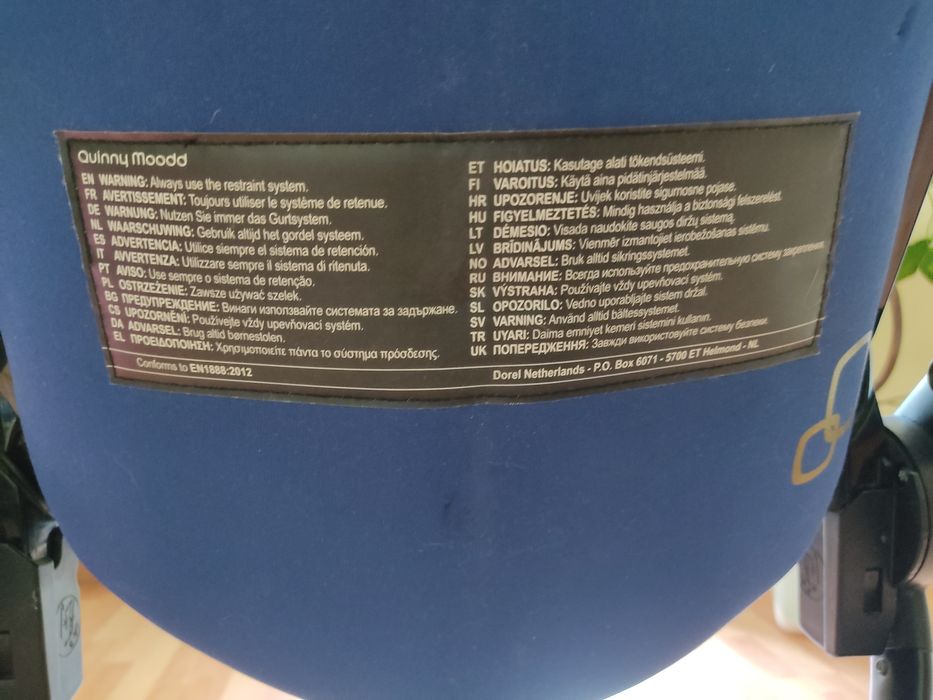 Quinny Moodd
EN WARNING: Always use the restraint system.
FR AVERTISSEMENT: Toujours utiliser le système de retenue.
DE WARNUNG: Nutzen Sie immer das Gurtsystem.
NL WAARSCHUWING: Gebruik altijd het gordel systeem.
ES ADVERTENCIA: Utilice siempre el sistema de retención.
IT AVVERTENZA: Utilizzare sempre il sistema di ritenuta.
PT AVISO: Use sempre o sistema de retenção.
PL OSTRZEŻENIE: Zawsze używać szelek.
BG ПРЕДУПРЕЖДЕНИЕ: Винаги използвайте системата за задържане.
CS UPOZORNĚNÍ: Používejte vždy upevňovací systém.
DA ADVARSEL: Brug altid børnestolen.
EL ΠΡΟΕΙΔΟΠΟΙΗΣΗ: Χρησιμοποιείτε πάντα το σύστημα πρόσδεσης.
Conforms to EN1888:2012
ET HOIATUS: Kasutage alati tõkendsüsteemi.
FI VAROITUS: Käytä aina pidätinjärjestelmää.
HR UPOZORENJE: Uvijek koristite sigurnosne pojase.
HU FIGYELMEZTETÉS: Mindig használja a biztonsági felszerelést.
LT DĖMESIO: Visada naudokite saugos diržų sistemą.
LV BRĪDINĀJUMS: Vienmēr izmantojiet ierobežošanas sistēmu.
NO ADVARSEL: Bruk alltid sikringssystemet.
RU ВНИМАНИЕ: Всегда используйте предохранительную систему закрепления.
SK VÝSTRAHA: Používajte vždy upevňovací systém.
SL OPOZORILO: Vedno uporabljajte sistem držal.
SV VARNING: Använd alltid bältessystemet.
TR UYARI: Daima emniyet kemeri sistemini kullanın.
UK ПОПЕРЕДЖЕННЯ: Завжди використовуйте систему безпеки.
Dorel Netherlands - P.O. Box 6071 - 5700 ET Helmond - NL